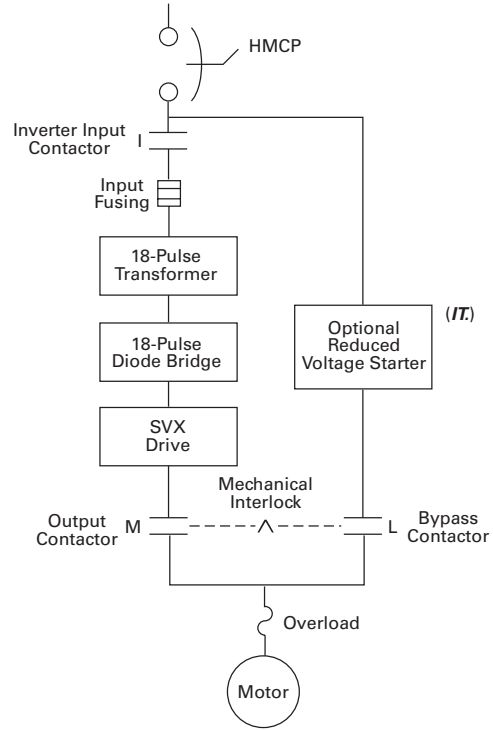 HMCP
Inverter Input
Contactor
I
Input
Fusing
18-Pulse
Transformer
18-Pulse
Diode Bridge
SVX
Drive
Optional
Reduced
Voltage Starter
(IT.)
Mechanical
Interlock
Output
Contactor
M
L
Bypass
Contactor
Overload
Motor